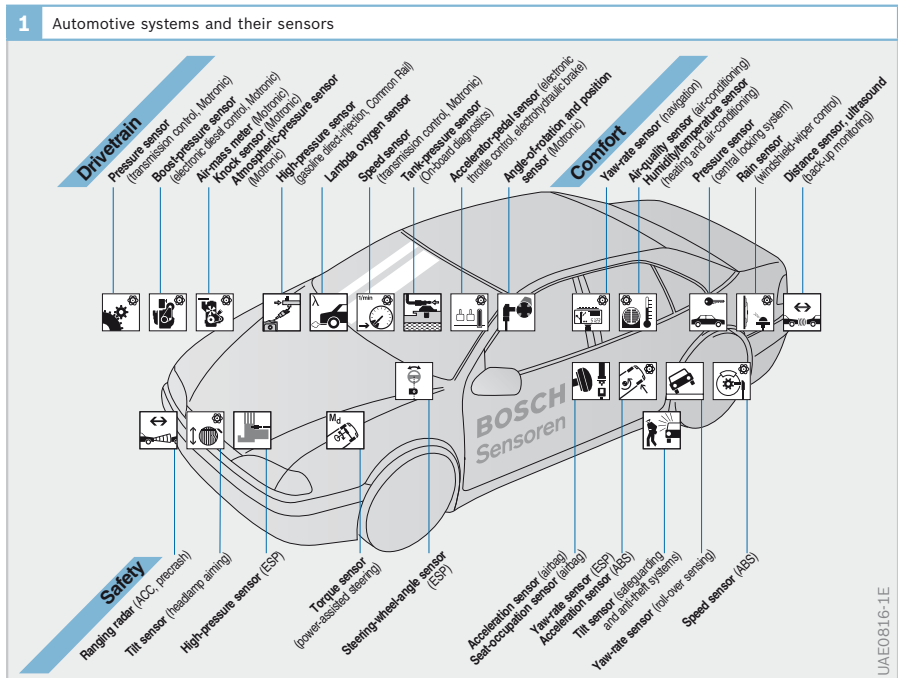 1 Automotive systems and their sensors
Drivetrain
Pressure sensor
(transmission control, Motronic)
Boost-pressure sensor
(electronic diesel control, Motronic)
Air-mass meter (Motronic)
Knock sensor (Motronic)
Atmospheric-pressure sensor
(Motronic)
High-pressure sensor
(gasoline direct-injection, Common Rail)
Lambda oxygen sensor
Speed sensor
(transmission control, Motronic)
Tank-pressure sensor
(On-board diagnostics)
Accelerator-pedal sensor (electronic
throttle control, electrohydraulic brake)
Angle-of-rotation and position
sensor (Motronic)
Comfort
Yaw-rate sensor (navigation)
Air-quality sensor (air-conditioning)
Humidity/temperature sensor
(heating and air-conditioning)
Pressure sensor
(central locking system)
Rain sensor
(windshield-wiper control)
Distance sensor, ultrasound
(back-up monitoring)
λ
1/min
Md
BOSCH
Sensoren
Safety
Ranging radar (ACC, precrash)
Tilt sensor (headlamp aiming)
High-pressure sensor (ESP)
Torque sensor
(power-assisted steering)
Steering-wheel-angle sensor
(ESP)
Acceleration sensor (airbag)
Seat-occupation sensor (airbag)
Yaw-rate sensor (ESP)
Acceleration sensor (ABS)
Tilt sensor (safeguarding
and anti-theft systems)
Yaw-rate sensor (roll-over sensing)
Speed sensor (ABS)
UAE0816-1E